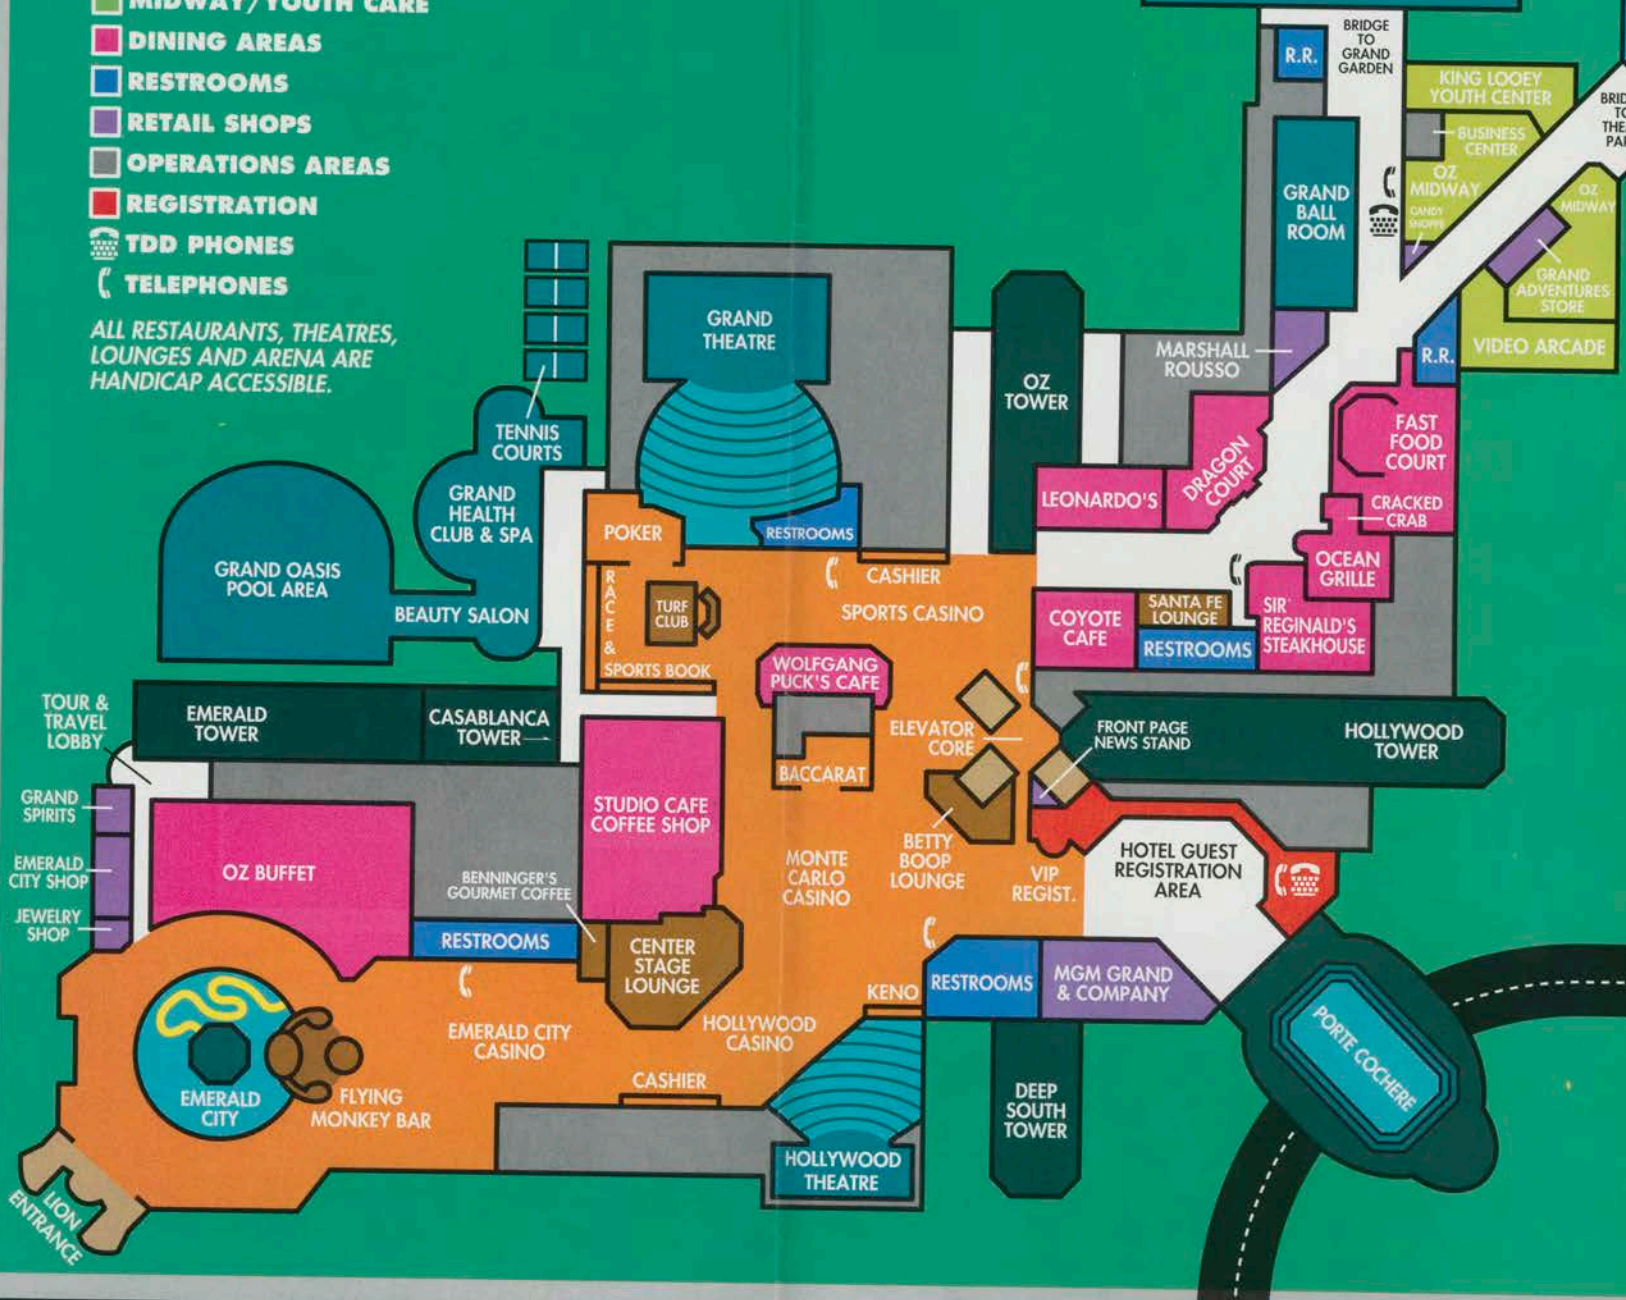 MIDWAY/YOUTH CARE
DINING AREAS
RESTROOMS
RETAIL SHOPS
OPERATIONS AREAS
REGISTRATION
TDD PHONES
TELEPHONES
ALL RESTAURANTS, THEATRES,
LOUNGES AND ARENA ARE
HANDICAP ACCESSIBLE.
R.R.
BRIDGE
TO
GRAND
GARDEN
KING LOOEY
YOUTH CENTER
BUSINESS
CENTER
OZ
MIDWAY
CANDY
SHOPPE
OZ
MIDWAY
GRAND
ADVENTURES
STORE
VIDEO ARCADE
R.R.
GRAND
BALL
ROOM
MARSHALL
ROUSSO
GRAND
THEATRE
OZ
TOWER
TENNIS
COURTS
GRAND
HEALTH
CLUB & SPA
GRAND OASIS
POOL AREA
BEAUTY SALON
POKER
RESTROOMS
CASHIER
SPORTS CASINO
RACE &
SPORTS BOOK
TURF
CLUB
LEONARDO'S
DRAGON
COURT
FAST
FOOD
COURT
CRACKED
CRAB
OCEAN
GRILLE
SIR
REGINALD'S
STEAKHOUSE
COYOTE
CAFE
SANTA FE
LOUNGE
RESTROOMS
WOLFGANG
PUCK'S CAFE
BACCARAT
ELEVATOR
CORE
FRONT PAGE
NEWS STAND
HOLLYWOOD
TOWER
TOUR &
TRAVEL
LOBBY
EMERALD
TOWER
CASABLANCA
TOWER
GRAND
SPIRITS
EMERALD
CITY SHOP
JEWELRY
SHOP
OZ BUFFET
STUDIO CAFE
COFFEE SHOP
BENNINGER'S
GOURMET COFFEE
RESTROOMS
CENTER
STAGE
LOUNGE
MONTE
CARLO
CASINO
BETTY
BOOP
LOUNGE
VIP
REGIST.
HOTEL GUEST
REGISTRATION
AREA
KENO
RESTROOMS
MGM GRAND
& COMPANY
PORTE COCHERE
EMERALD CITY
CASINO
HOLLYWOOD
CASINO
CASHIER
EMERALD
CITY
FLYING
MONKEY BAR
HOLLYWOOD
THEATRE
DEEP
SOUTH
TOWER
LION
ENTRANCE